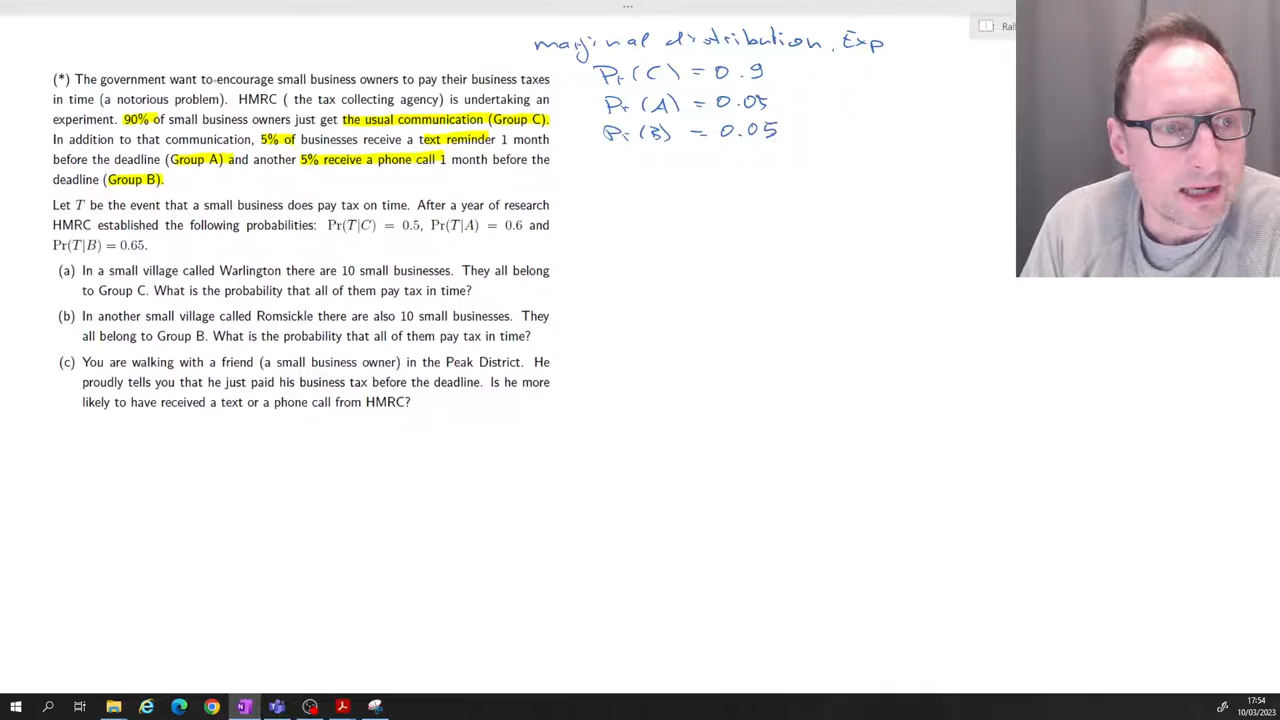 ...
marginal distribution, Exp
Pr(C) = 0.9
Pr(A) = 0.05
Pr(B) = 0.05
(*) The government want to encourage small business owners to pay their business taxes
in time (a notorious problem). HMRC ( the tax collecting agency) is undertaking an
experiment. 90% of small business owners just get the usual communication (Group C).
In addition to that communication, 5% of businesses receive a text reminder 1 month
before the deadline (Group A) and another 5% receive a phone call 1 month before the
deadline (Group B).
Let T be the event that a small business does pay tax on time. After a year of research
HMRC established the following probabilities: Pr(T|C) = 0.5, Pr(T|A) = 0.6 and
Pr(T|B) = 0.65.
(a) In a small village called Warlington there are 10 small businesses. They all belong
to Group C. What is the probability that all of them pay tax in time?
(b) In another small village called Romsickle there are also 10 small businesses. They
all belong to Group B. What is the probability that all of them pay tax in time?
(c) You are walking with a friend (a small business owner) in the Peak District. He
proudly tells you that he just paid his business tax before the deadline. Is he more
likely to have received a text or a phone call from HMRC?
17:54
10/03/2023